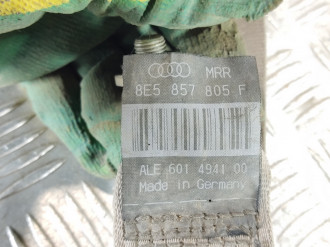 MRR
8E5 857 805 F
ALE 601 4941 00
Made in Germany